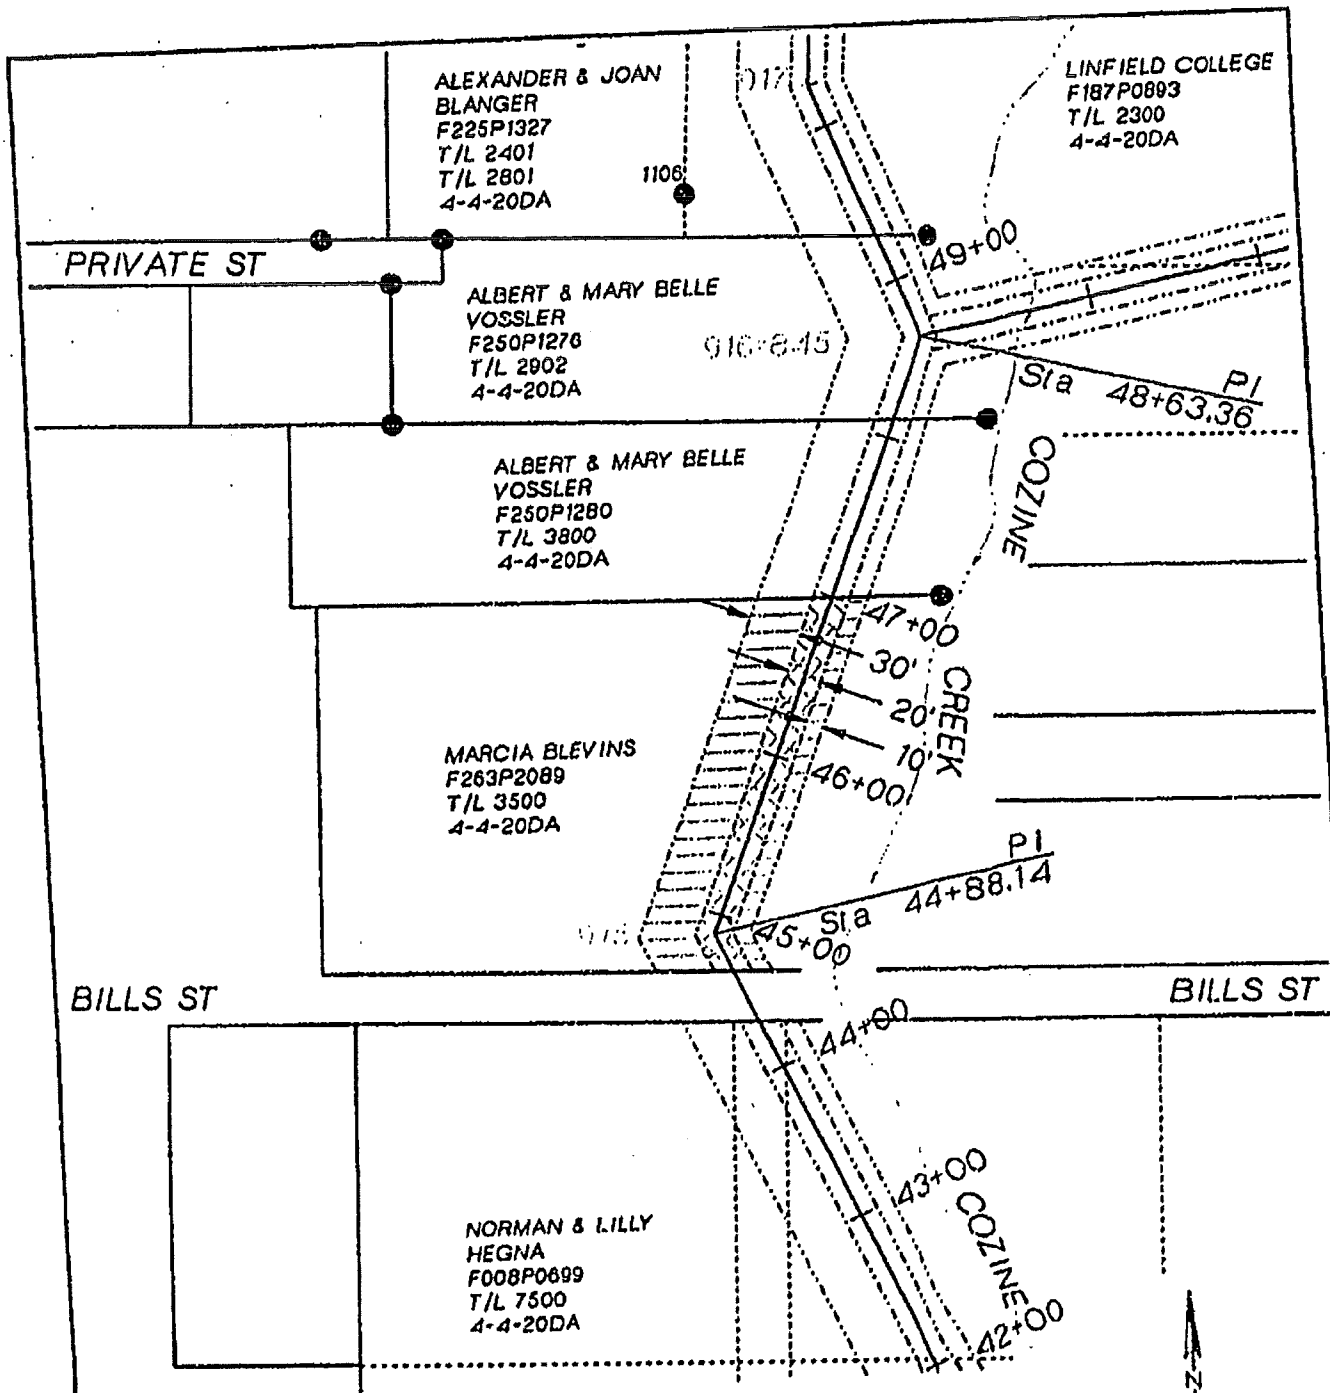 ALEXANDER & JOAN
BLANGER
F225P1327
T/L 2401
T/L 2801
4-4-20DA
1106
917
LINFIELD COLLEGE
F187P0893
T/L 2300
4-4-20DA
PRIVATE ST
49+00
ALBERT & MARY BELLE
VOSSLER
F250P1276
T/L 2902
4-4-20DA
916+8.45
PI
Sta 48+63.36
ALBERT & MARY BELLE
VOSSLER
F250P1280
T/L 3800
4-4-20DA
COZINE
CREEK
47+00
30'
20'
10'
46+00
MARCIA BLEVINS
F263P2089
T/L 3500
4-4-20DA
PI
Sta 44+88.14
45+00
BILLS ST
BILLS ST
44+00
43+00
COZINE
42+00
NORMAN & LILLY
HEGNA
F008P0699
T/L 7500
4-4-20DA
N